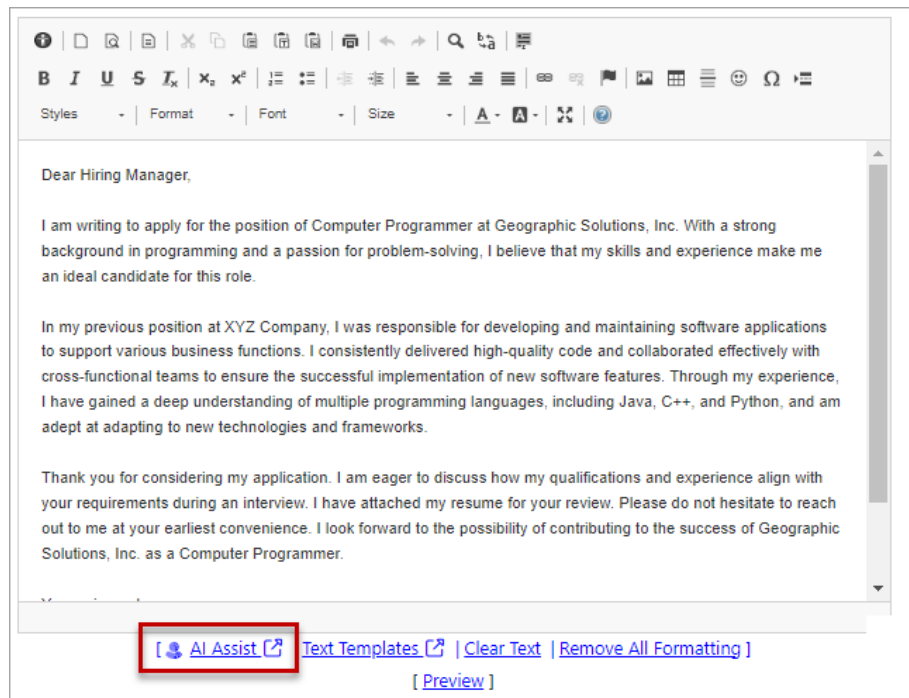 B I U S Ix x₂ x²
Styles Format Font Size A A
Dear Hiring Manager,
I am writing to apply for the position of Computer Programmer at Geographic Solutions, Inc. With a strong
background in programming and a passion for problem-solving, I believe that my skills and experience make me
an ideal candidate for this role.
In my previous position at XYZ Company, I was responsible for developing and maintaining software applications
to support various business functions. I consistently delivered high-quality code and collaborated effectively with
cross-functional teams to ensure the successful implementation of new software features. Through my experience,
I have gained a deep understanding of multiple programming languages, including Java, C++, and Python, and am
adept at adapting to new technologies and frameworks.
Thank you for considering my application. I am eager to discuss how my qualifications and experience align with
your requirements during an interview. I have attached my resume for your review. Please do not hesitate to reach
out to me at your earliest convenience. I look forward to the possibility of contributing to the success of Geographic
Solutions, Inc. as a Computer Programmer.
[ AI Assist Text Templates | Clear Text | Remove All Formatting ]
[ Preview ]